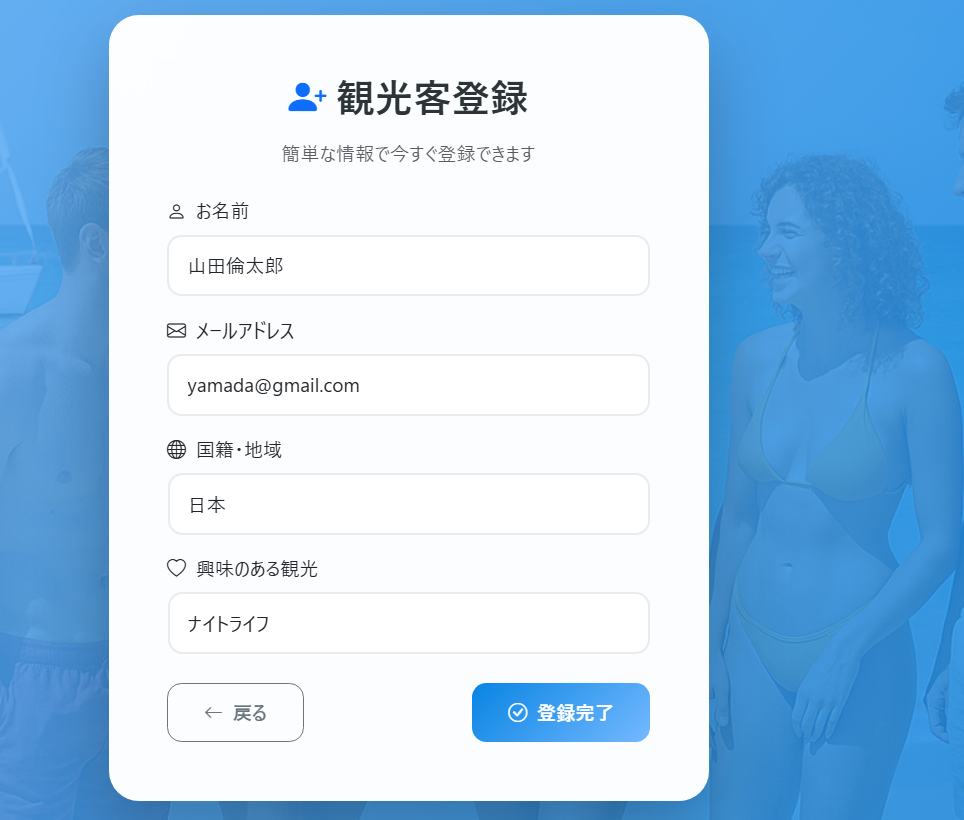 観光客登録
簡単な情報で今すぐ登録できます
お名前
山田倫太郎
メールアドレス
yamada@gmail.com
国籍・地域
日本
興味のある観光
ナイトライフ
← 戻る
登録完了